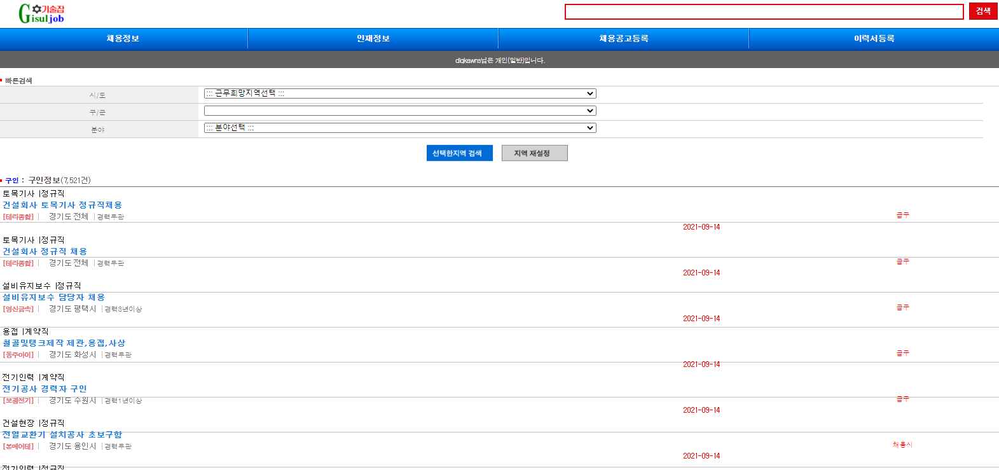 Gisuljob 기술잡
검색
채용정보 인재정보 채용공고등록 이력서등록
dlqkawns님은 개인(일반)입니다.
빠른검색
시/도 ::: 근무희망지역선택 :::
구/군
분야 ::: 분야선택 :::
선택한지역 검색 지역 재설정
구인 : 구인정보(7,521건)
토목기사 |정규직
건설회사 토목기사 정규직채용
[테라종합] | 경기도 전체 | 경력무관 급구
2021-09-14
토목기사 |정규직
건설회사 정규직 채용
[테라종합] | 경기도 전체 | 경력무관 급구
2021-09-14
설비유지보수 |정규직
설비유지보수 담당자 채용
[영신금속] | 경기도 평택시 | 경력3년이상 급구
2021-09-14
용접 |계약직
철골및탱크제작 제관,용접,사상
[동주아이] | 경기도 화성시 | 경력무관 급구
2021-09-14
전기인력 |계약직
전기공사 경력자 구인
[보광전기] | 경기도 수원시 | 경력1년이상 급구
2021-09-14
건설현장 |정규직
전열교환기 설치공사 초보구함
[본에어테] | 경기도 용인시 | 경력무관 채용시
2021-09-14
전기인력 |정규직